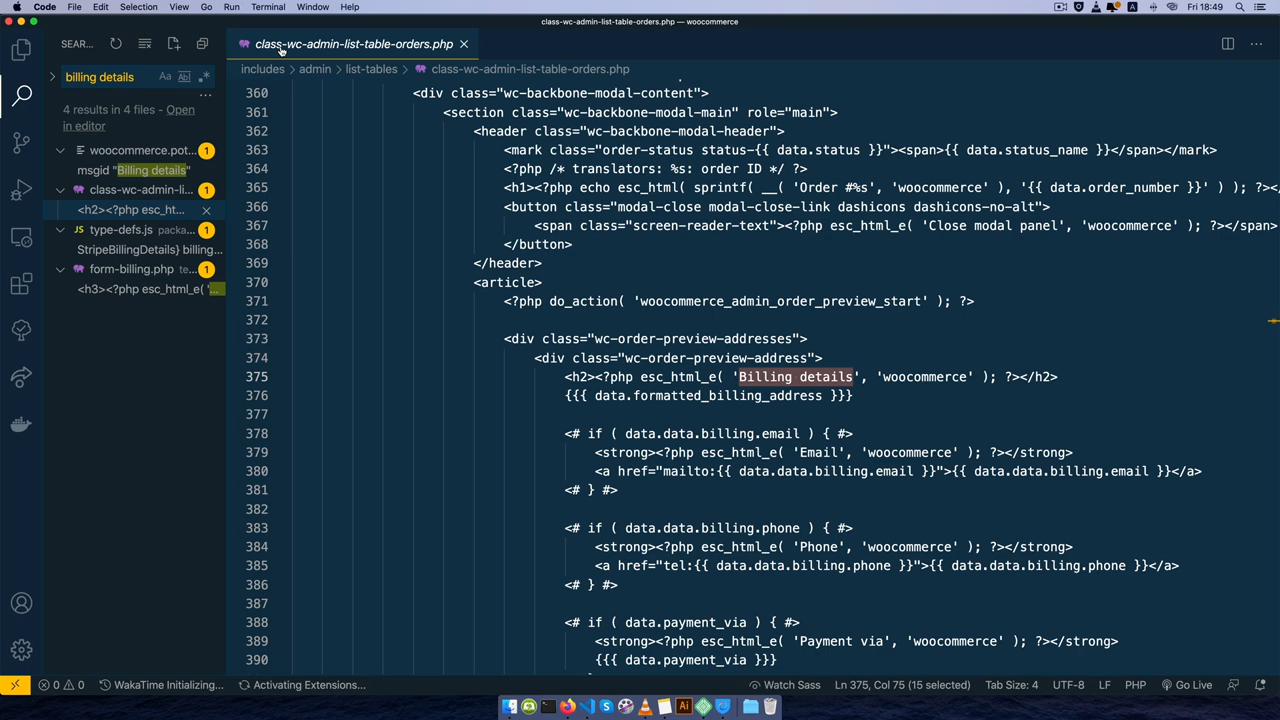 Code File Edit Selection View Go Run Terminal Window Help
A Fri 18:49
class-wc-admin-list-table-orders.php — woocommerce
SEAR...
class-wc-admin-list-table-orders.php
billing details
Aa Ab .*
includes > admin > list-tables > class-wc-admin-list-table-orders.php
4 results in 4 files - Open
in editor
woocommerce.pot... 1
msgid "Billing details"
class-wc-admin-li... 1
<h2><?php esc_ht...
JS type-defs.js packa... 1
StripeBillingDetails} billing...
form-billing.php te... 1
<h3><?php esc_html_e( '...
360 <div class="wc-backbone-modal-content">
361 <section class="wc-backbone-modal-main" role="main">
362 <header class="wc-backbone-modal-header">
363 <mark class="order-status status-{{ data.status }}"><span>{{ data.status_name }}</span></mark>
364 <?php /* translators: %s: order ID */ ?>
365 <h1><?php echo esc_html( sprintf( __( 'Order #%s', 'woocommerce' ), '{{ data.order_number }}' ) ); ?></
366 <button class="modal-close modal-close-link dashicons dashicons-no-alt">
367 <span class="screen-reader-text"><?php esc_html_e( 'Close modal panel', 'woocommerce' ); ?></span>
368 </button>
369 </header>
370 <article>
371 <?php do_action( 'woocommerce_admin_order_preview_start' ); ?>
372
373 <div class="wc-order-preview-addresses">
374 <div class="wc-order-preview-address">
375 <h2><?php esc_html_e( 'Billing details', 'woocommerce' ); ?></h2>
376 {{{ data.formatted_billing_address }}}
377
378 <# if ( data.data.billing.email ) { #>
379 <strong><?php esc_html_e( 'Email', 'woocommerce' ); ?></strong>
380 <a href="mailto:{{ data.data.billing.email }}">{{ data.data.billing.email }}</a>
381 <# } #>
382
383 <# if ( data.data.billing.phone ) { #>
384 <strong><?php esc_html_e( 'Phone', 'woocommerce' ); ?></strong>
385 <a href="tel:{{ data.data.billing.phone }}">{{ data.data.billing.phone }}</a>
386 <# } #>
387
388 <# if ( data.payment_via ) { #>
389 <strong><?php esc_html_e( 'Payment via', 'woocommerce' ); ?></strong>
390 {{{ data.payment_via }}}
0 0 WakaTime Initializing... Activating Extensions... Watch Sass Ln 375, Col 75 (15 selected) Tab Size: 4 UTF-8 LF PHP Go Live
Ai